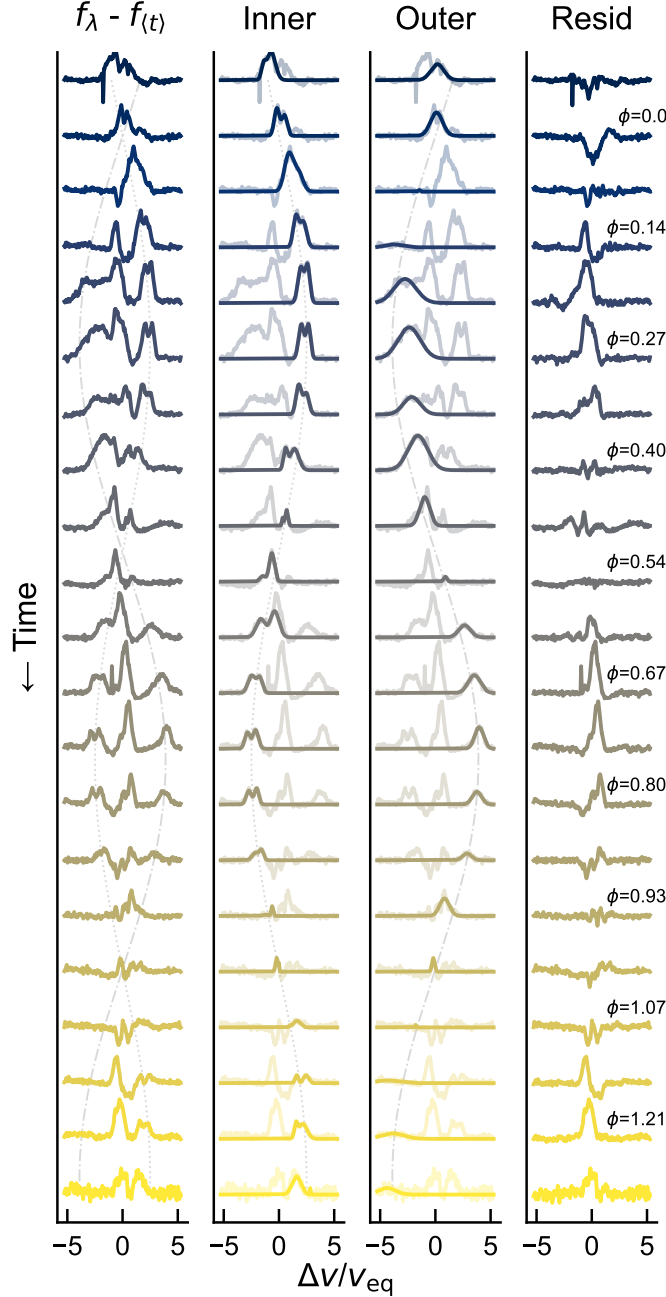 f_λ - f_⟨t⟩ Inner Outer Resid
ϕ=0.0
ϕ=0.14
ϕ=0.27
ϕ=0.40
ϕ=0.54
← Time
ϕ=0.67
ϕ=0.80
ϕ=0.93
ϕ=1.07
ϕ=1.21
−5 0 5 −5 0 5 −5 0 5 −5 0 5
Δv/v_eq